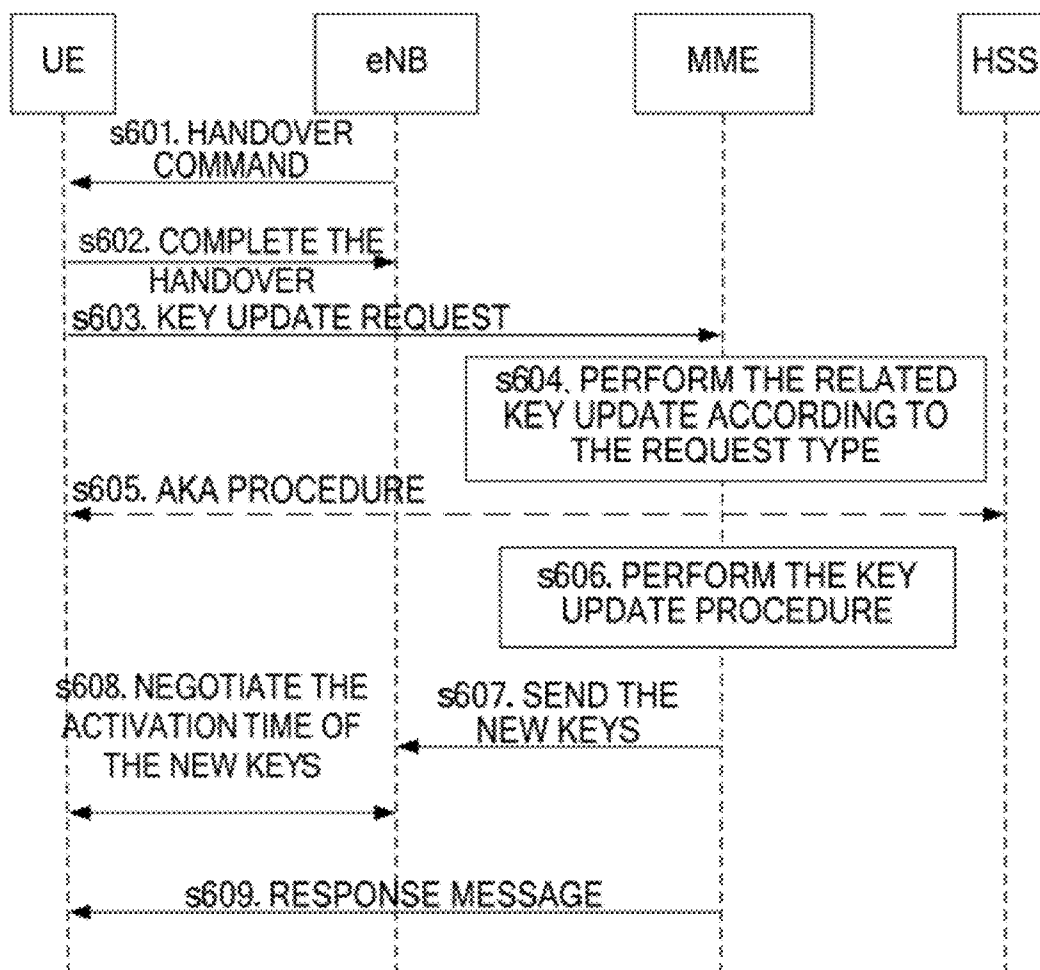 UE
eNB
MME
HSS
s601. HANDOVER
COMMAND
s602. COMPLETE THE
HANDOVER
s603. KEY UPDATE REQUEST
s604. PERFORM THE RELATED
KEY UPDATE ACCORDING TO
THE REQUEST TYPE
s605. AKA PROCEDURE
s606. PERFORM THE KEY
UPDATE PROCEDURE
s608. NEGOTIATE THE
ACTIVATION TIME OF
THE NEW KEYS
s607. SEND THE
NEW KEYS
s609. RESPONSE MESSAGE